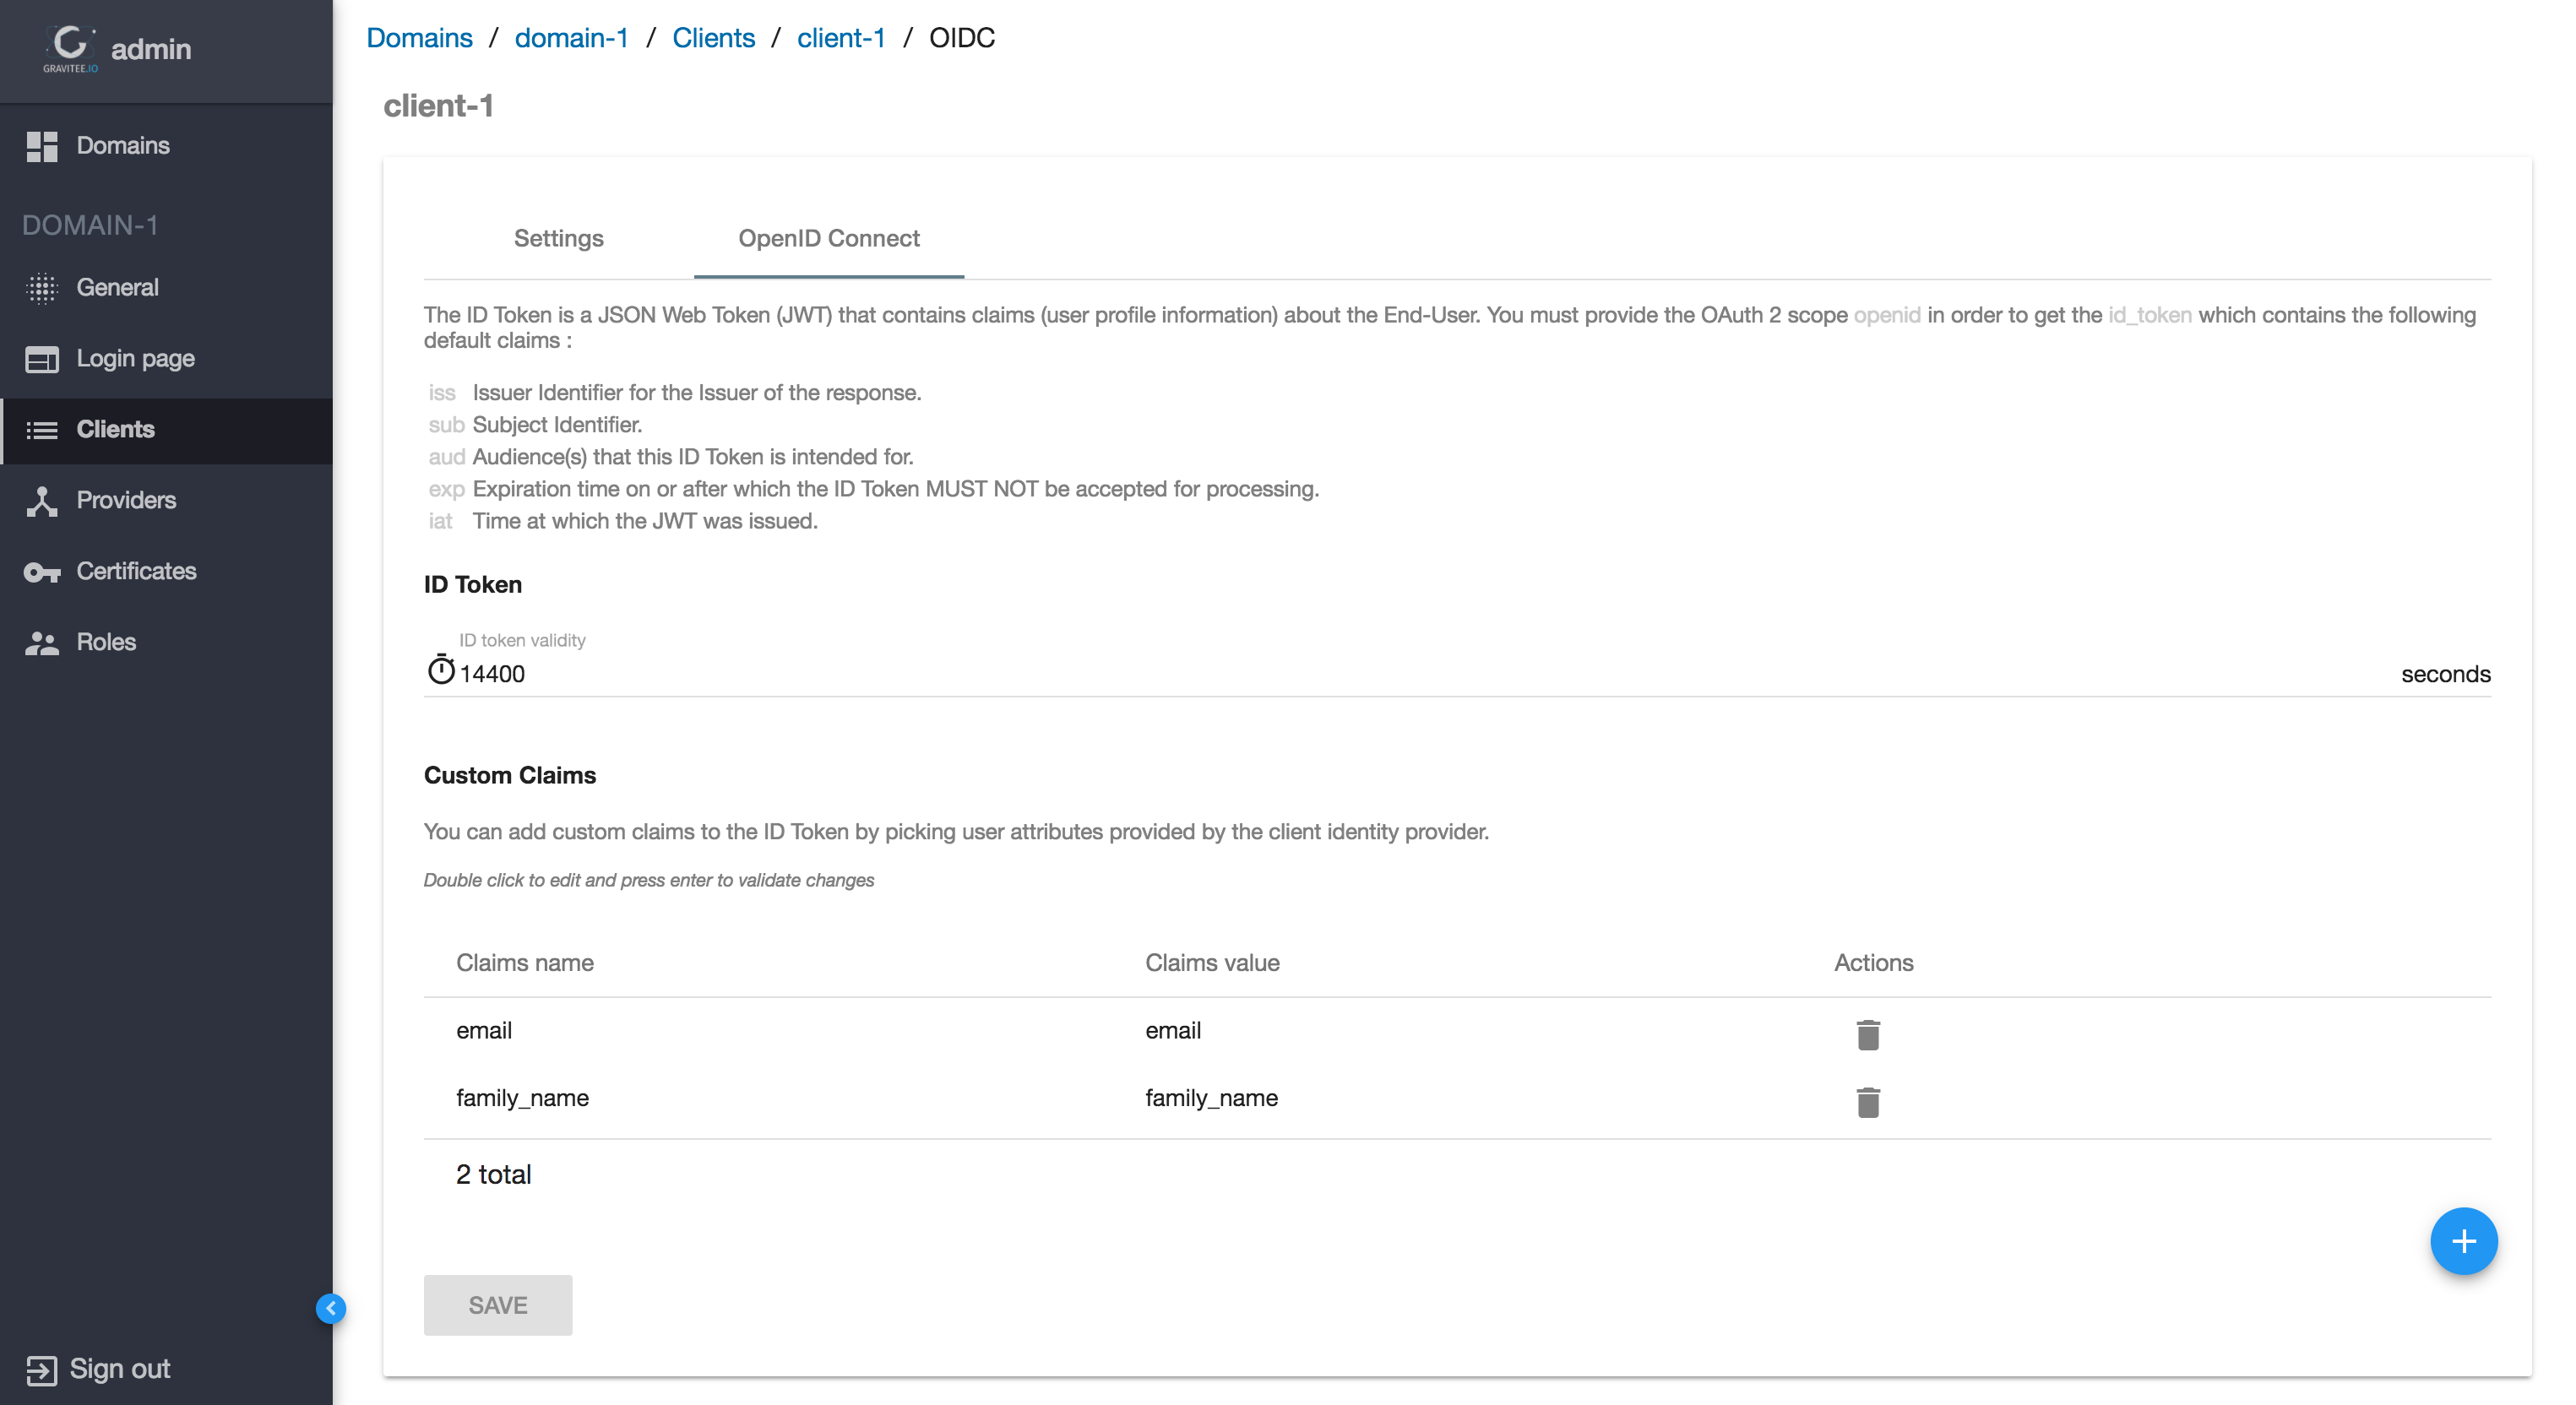 GRAVITEE.IO
admin
Domains
DOMAIN-1
General
Login page
Clients
Providers
Certificates
Roles
Sign out
Domains / domain-1 / Clients / client-1 / OIDC
client-1
Settings OpenID Connect
The ID Token is a JSON Web Token (JWT) that contains claims (user profile information) about the End-User. You must provide the OAuth 2 scope openid in order to get the id_token which contains the following
default claims :
iss Issuer Identifier for the Issuer of the response.
sub Subject Identifier.
aud Audience(s) that this ID Token is intended for.
exp Expiration time on or after which the ID Token MUST NOT be accepted for processing.
iat Time at which the JWT was issued.
ID Token
ID token validity
14400 seconds
Custom Claims
You can add custom claims to the ID Token by picking user attributes provided by the client identity provider.
Double click to edit and press enter to validate changes
Claims name Claims value Actions
email email
family_name family_name
2 total
SAVE